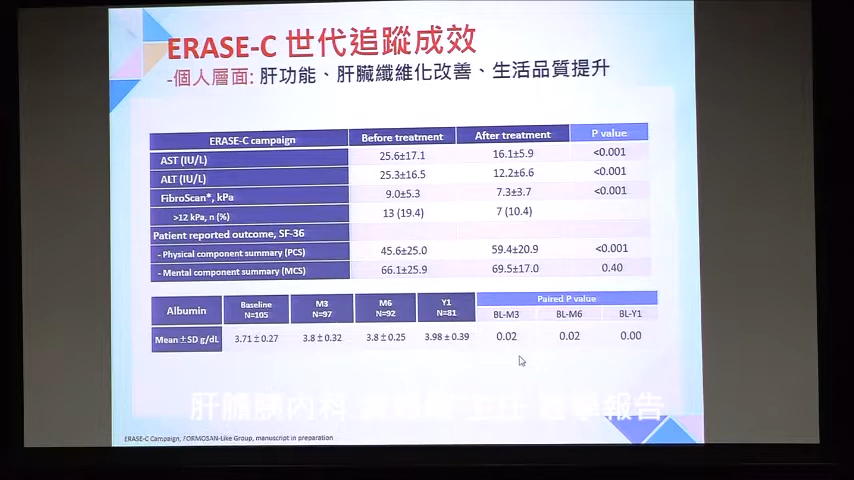 ERASE-C 世代追蹤成效
-個人層面: 肝功能、肝臟纖維化改善、生活品質提升
ERASE-C campaign Before treatment After treatment P value
AST (IU/L) 25.6±17.1 16.1±5.9 <0.001
ALT (IU/L) 25.3±16.5 12.2±6.6 <0.001
FibroScan*, kPa 9.0±5.3 7.3±3.7 <0.001
>12 kPa, n (%) 13 (19.4) 7 (10.4)
Patient reported outcome, SF-36
- Physical component summary (PCS) 45.6±25.0 59.4±20.9 <0.001
- Mental component summary (MCS) 66.1±25.9 69.5±17.0 0.40
Albumin Baseline N=105 M3 N=97 M6 N=92 Y1 N=81 Paired P value
BL-M3 BL-M6 BL-Y1
Mean ±SD g/dL 3.71±0.27 3.8±0.32 3.8±0.25 3.98±0.39 0.02 0.02 0.00
肝膽胰內科 報告
ERASE-C Campaign, FORMOSAN-Like Group, manuscript in preparation